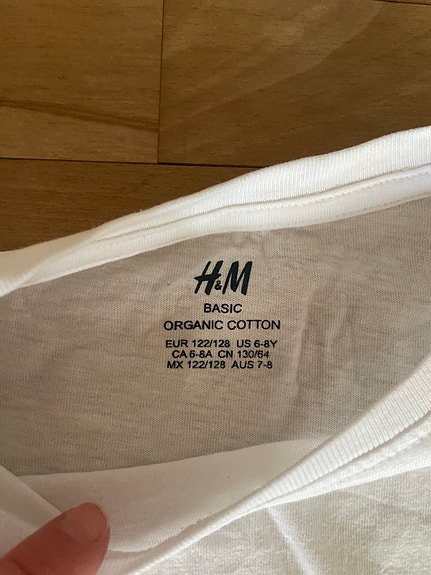 H&M
BASIC
ORGANIC COTTON
EUR 122/128 US 6-8Y
CA 6-8A CN 130/64
MX 122/128 AUS 7-8